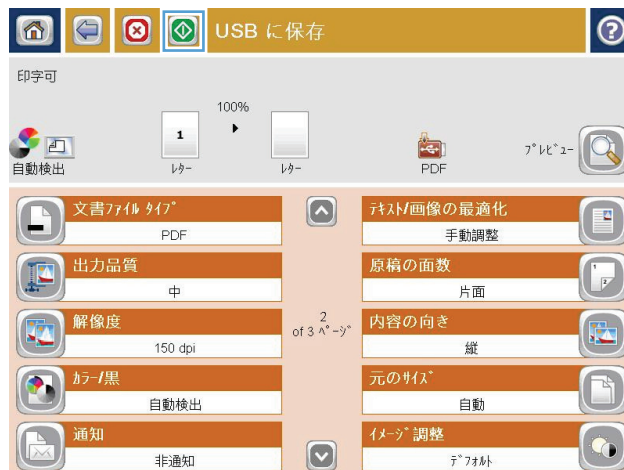 USB に保存
印字可
100%
1
自動検出
ﾚﾀｰ
ﾚﾀｰ
PDF
ﾌﾟﾚﾋﾞｭｰ
文書ﾌｧｲﾙ ﾀｲﾌﾟ
PDF
出力品質
中
解像度
150 dpi
ｶﾗｰ/黒
自動検出
通知
非通知
2
of 3 ﾍﾟｰｼﾞ
ﾃｷｽﾄ/画像の最適化
手動調整
原稿の面数
片面
1
2
内容の向き
縦
元のｻｲｽﾞ
自動
ｲﾒｰｼﾞ調整
ﾃﾞﾌｫﾙﾄ